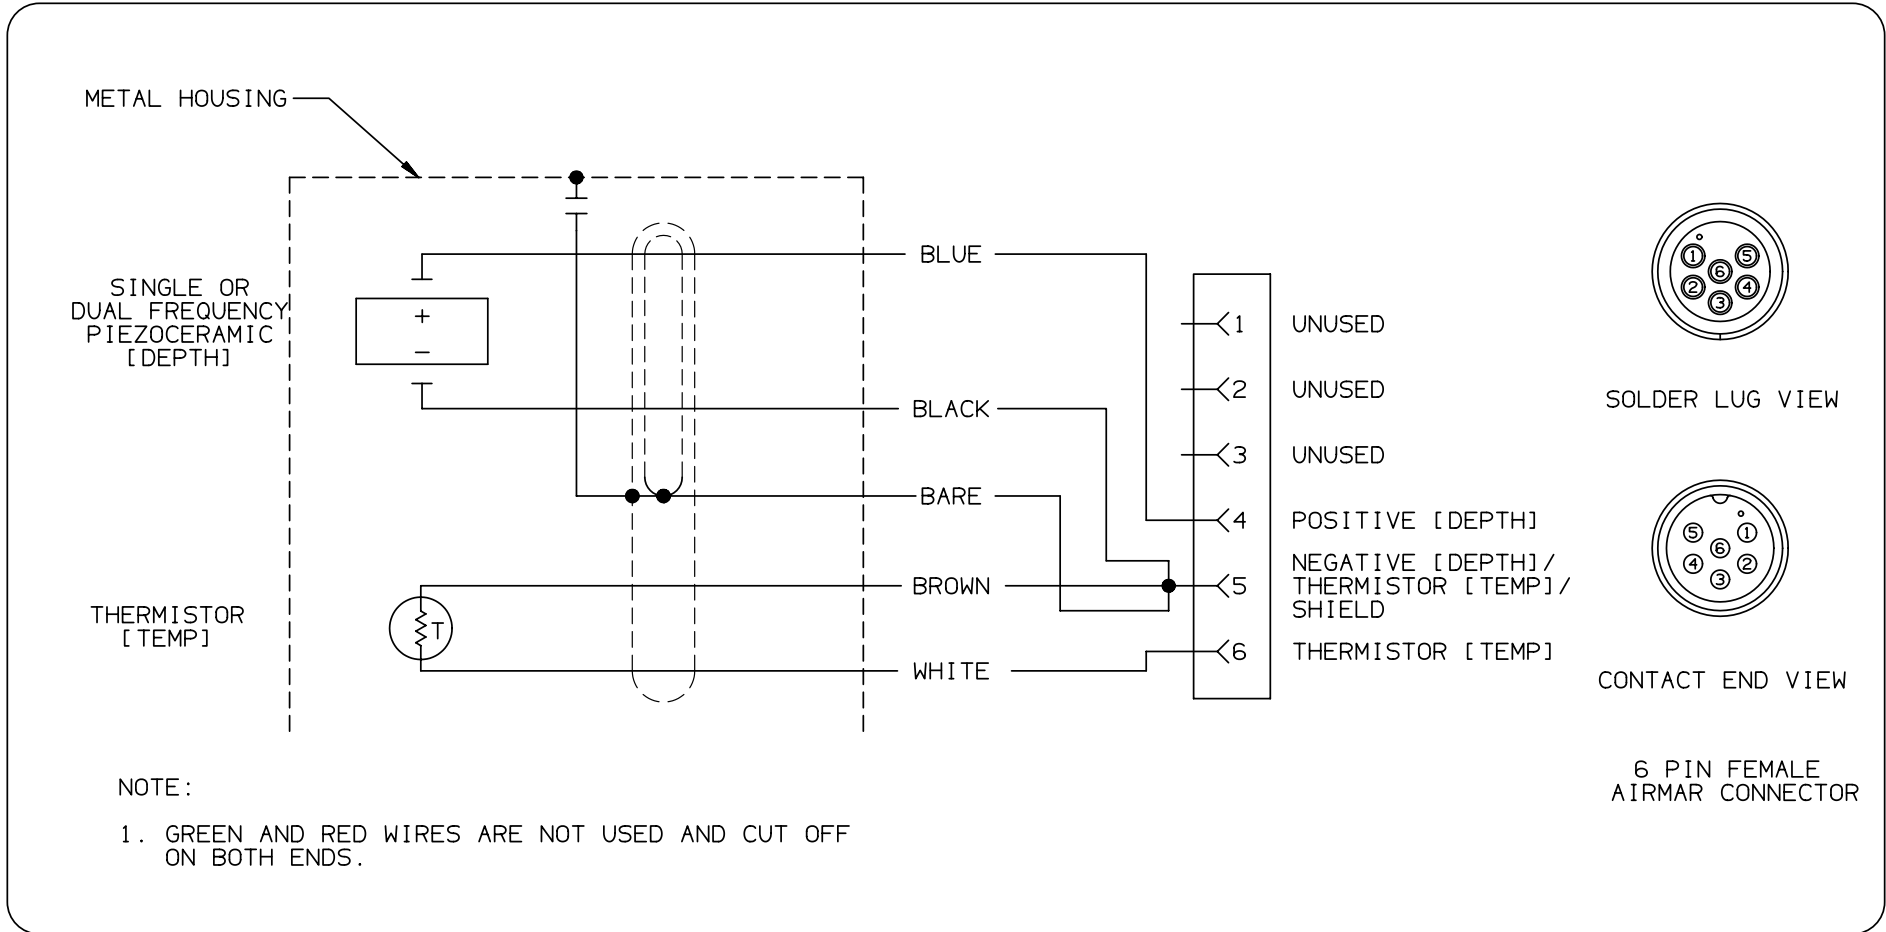 METAL HOUSING
SINGLE OR
DUAL FREQUENCY
PIEZOCERAMIC
[DEPTH]
+
−
THERMISTOR
[TEMP]
T
BLUE
BLACK
BARE
BROWN
WHITE
1 UNUSED
2 UNUSED
3 UNUSED
4 POSITIVE [DEPTH]
NEGATIVE [DEPTH]/
5 THERMISTOR [TEMP]/
SHIELD
6 THERMISTOR [TEMP]
1 5
6
2 4
3
SOLDER LUG VIEW
5 1
6
4 2
3
CONTACT END VIEW
6 PIN FEMALE
AIRMAR CONNECTOR
NOTE:
1. GREEN AND RED WIRES ARE NOT USED AND CUT OFF
ON BOTH ENDS.